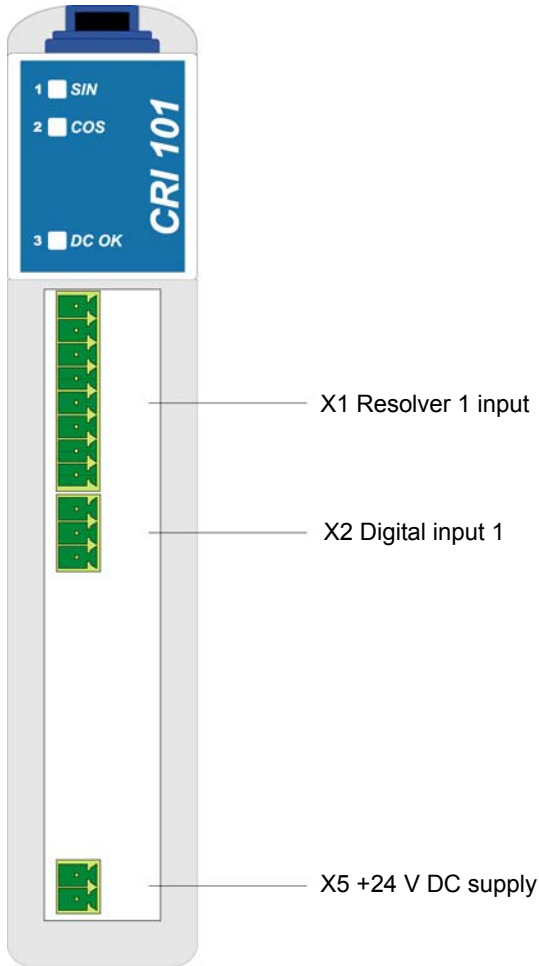 1 SIN
2 COS
CRI 101
3 DC OK
X1 Resolver 1 input
X2 Digital input 1
X5 +24 V DC supply